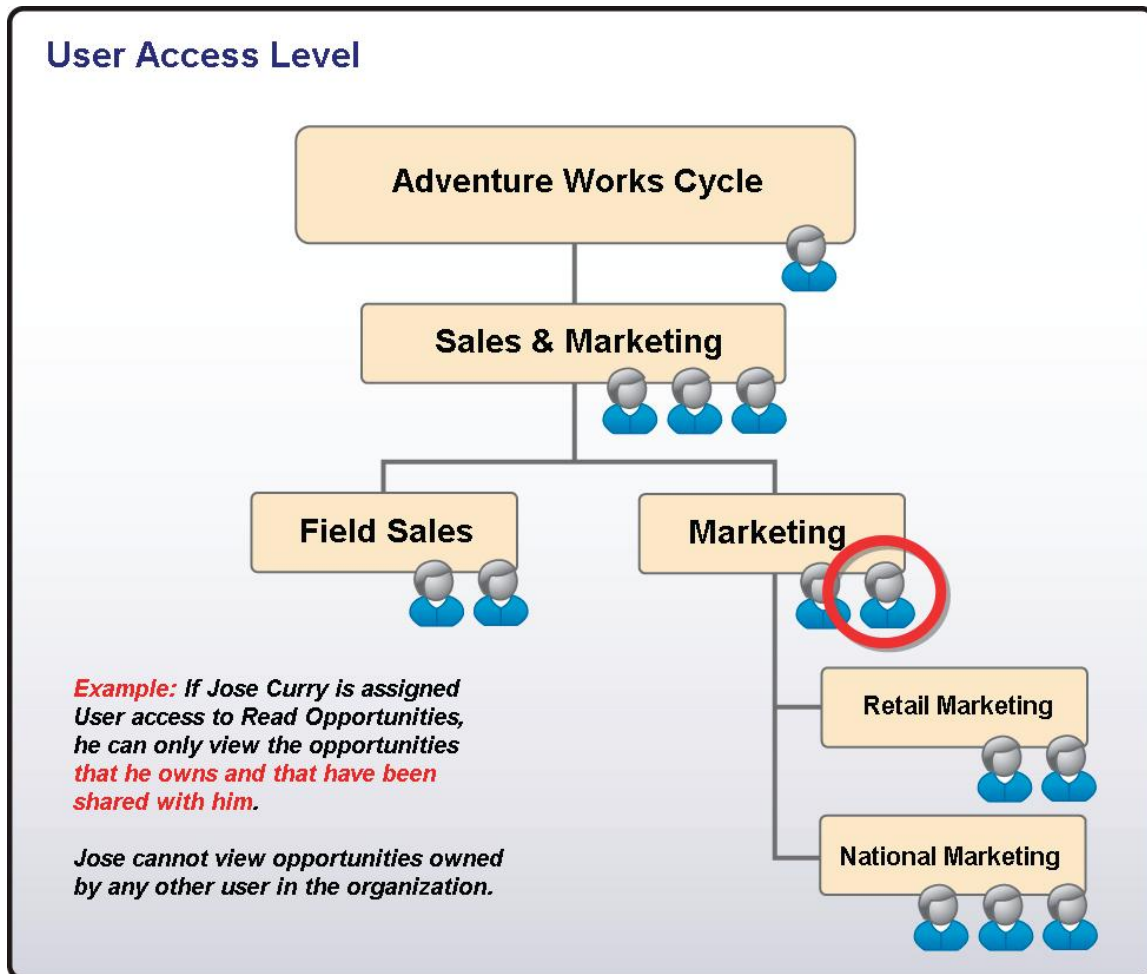 User Access Level
Adventure Works Cycle
Sales & Marketing
Field Sales
Marketing
Retail Marketing
National Marketing
Example: If Jose Curry is assigned
User access to Read Opportunities,
he can only view the opportunities
that he owns and that have been
shared with him.
Jose cannot view opportunities owned
by any other user in the organization.